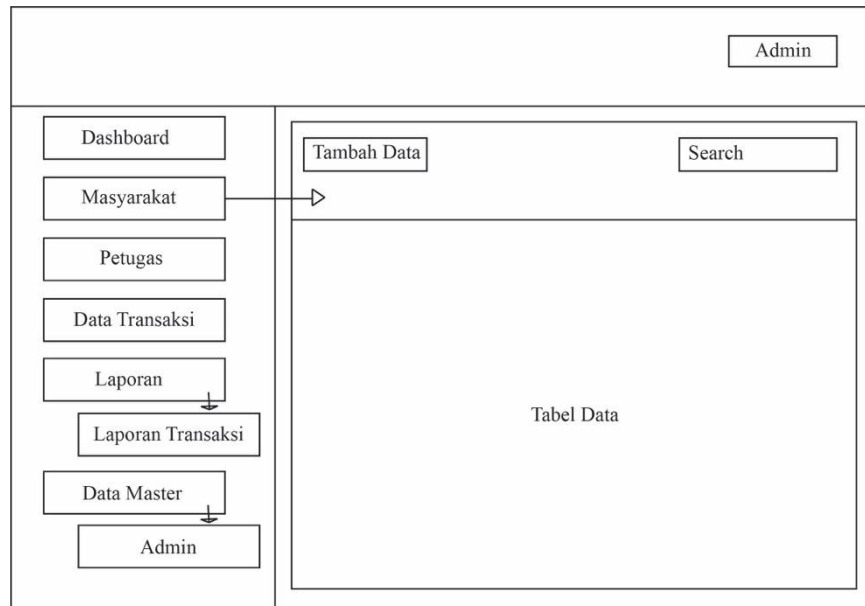 Admin
Dashboard
Masyarakat
Petugas
Data Transaksi
Laporan
Laporan Transaksi
Data Master
Admin
Tambah Data
Search
Tabel Data